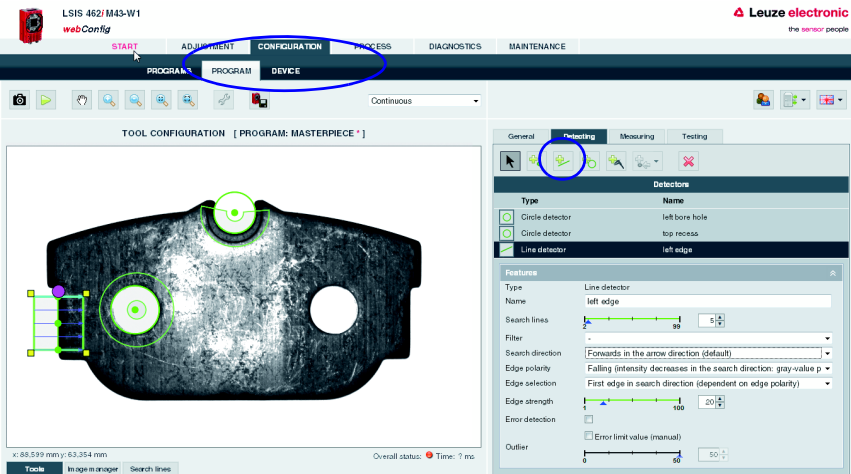 LSIS 462i M43-W1
webConfig
Leuze electronic
the sensor people
START ADJUSTMENT CONFIGURATION PROCESS DIAGNOSTICS MAINTENANCE
PROGRAMS PROGRAM DEVICE
Continuous
TOOL CONFIGURATION [ PROGRAM: MASTERPIECE * ]
General Detecting Measuring Testing
Detectors
Type Name
Circle detector left bore hole
Circle detector top recess
Line detector left edge
Features
Type Line detector
Name left edge
Search lines 2 99 5
Filter -
Search direction Forwards in the arrow direction (default)
Edge polarity Falling (intensity decreases in the search direction: gray-value p
Edge selection First edge in search direction (dependent on edge polarity)
Edge strength 1 100 20
Error detection
Error limit value (manual)
Outlier 0 50 50
x: 88,599 mm y: 63,354 mm Overall status: Time: ? ms
Tools Image manager Search lines